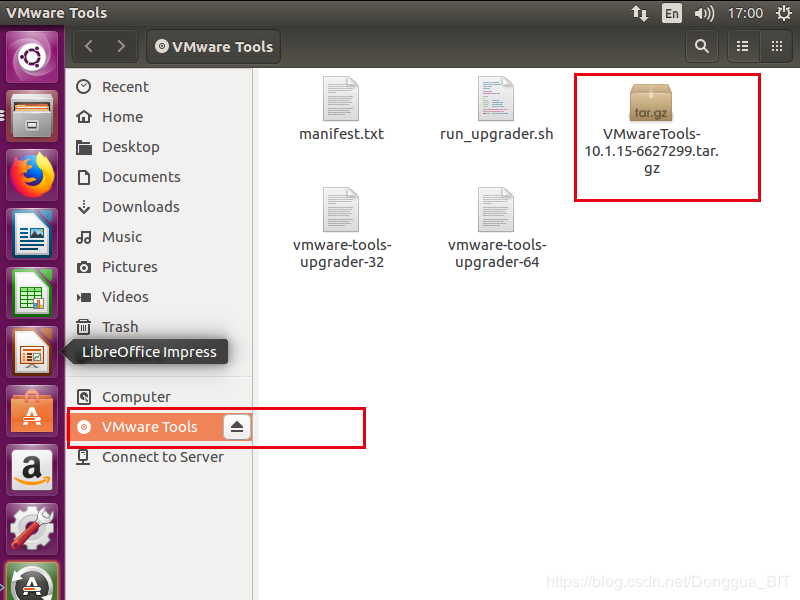 VMware Tools
En
17:00
VMware Tools
Recent
Home
Desktop
Documents
Downloads
Music
Pictures
Videos
Trash
LibreOffice Impress
Computer
VMware Tools
Connect to Server
manifest.txt
run_upgrader.sh
tar.gz
VMwareTools-
10.1.15-6627299.tar.
gz
vmware-tools-
upgrader-32
vmware-tools-
upgrader-64
a
https://blog.csdn.net/Donggua_BIT